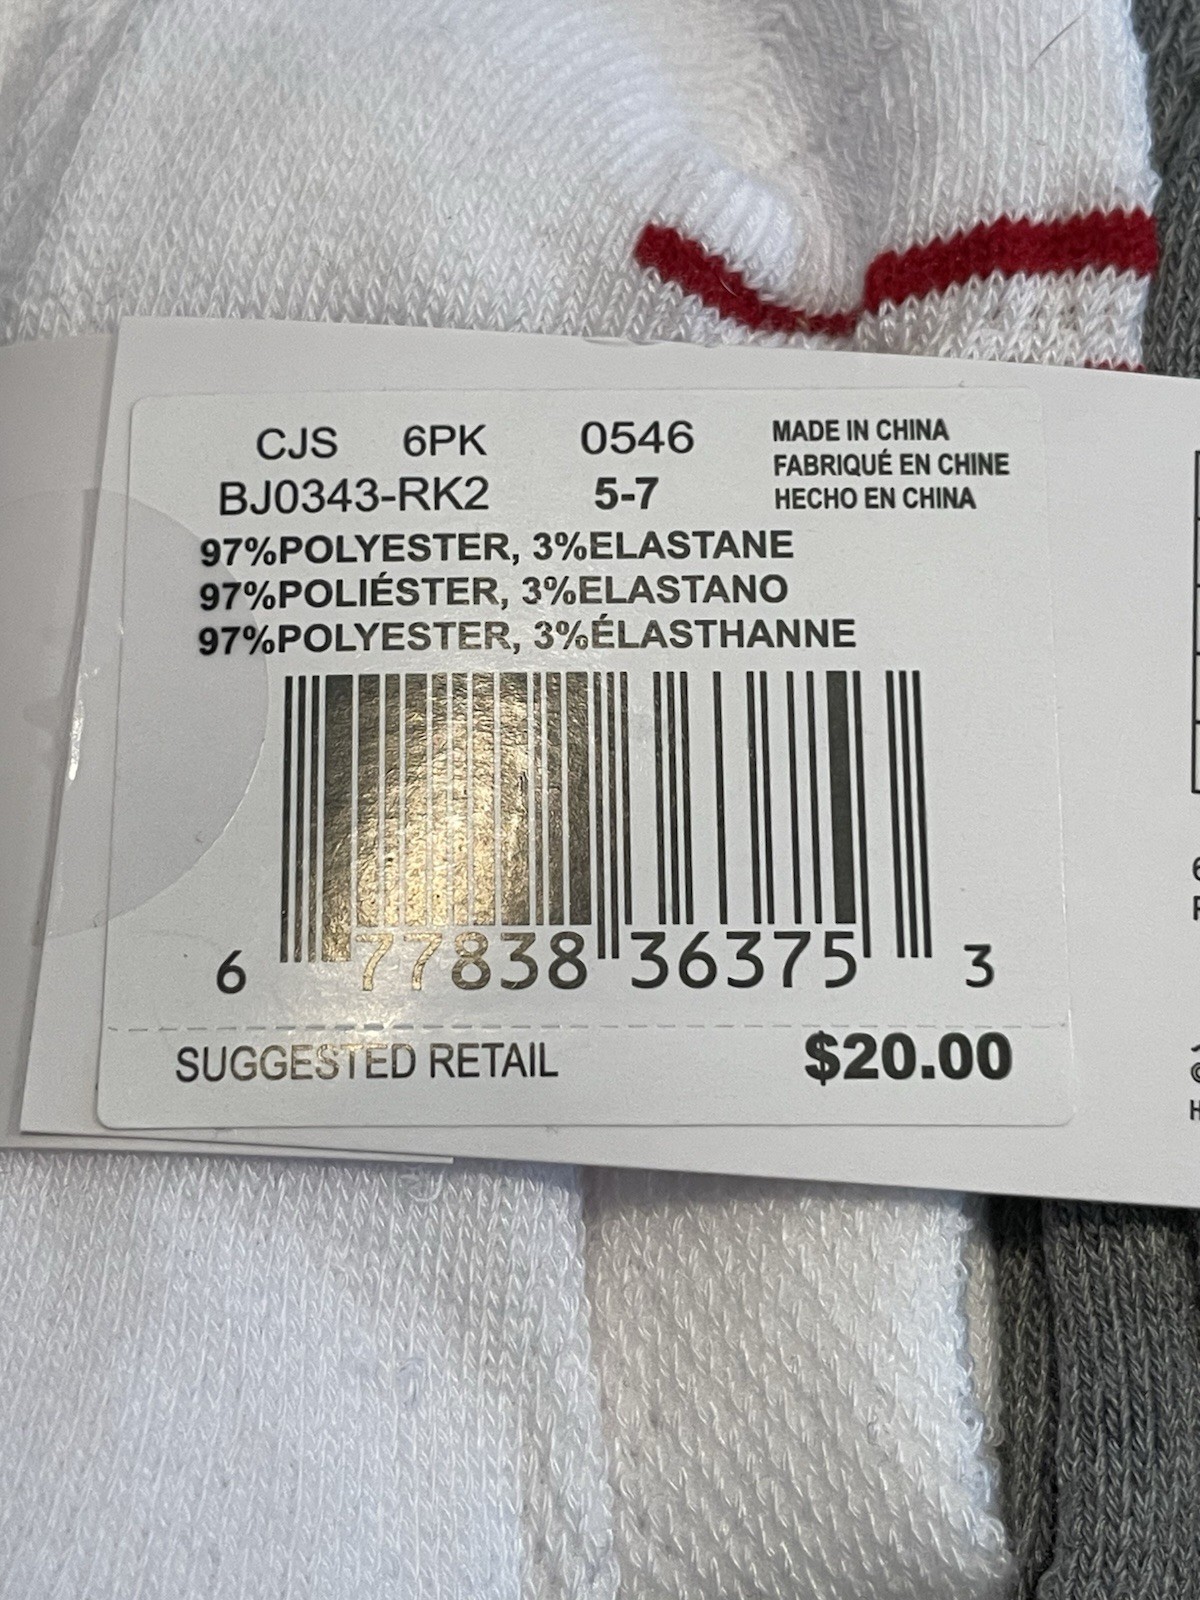 CJS 6PK 0546
BJ0343-RK2 5-7
MADE IN CHINA
FABRIQUÉ EN CHINE
HECHO EN CHINA
97%POLYESTER, 3%ELASTANE
97%POLIÉSTER, 3%ELASTANO
97%POLYESTER, 3%ÉLASTHANNE
6 77838 36375 3
SUGGESTED RETAIL $20.00